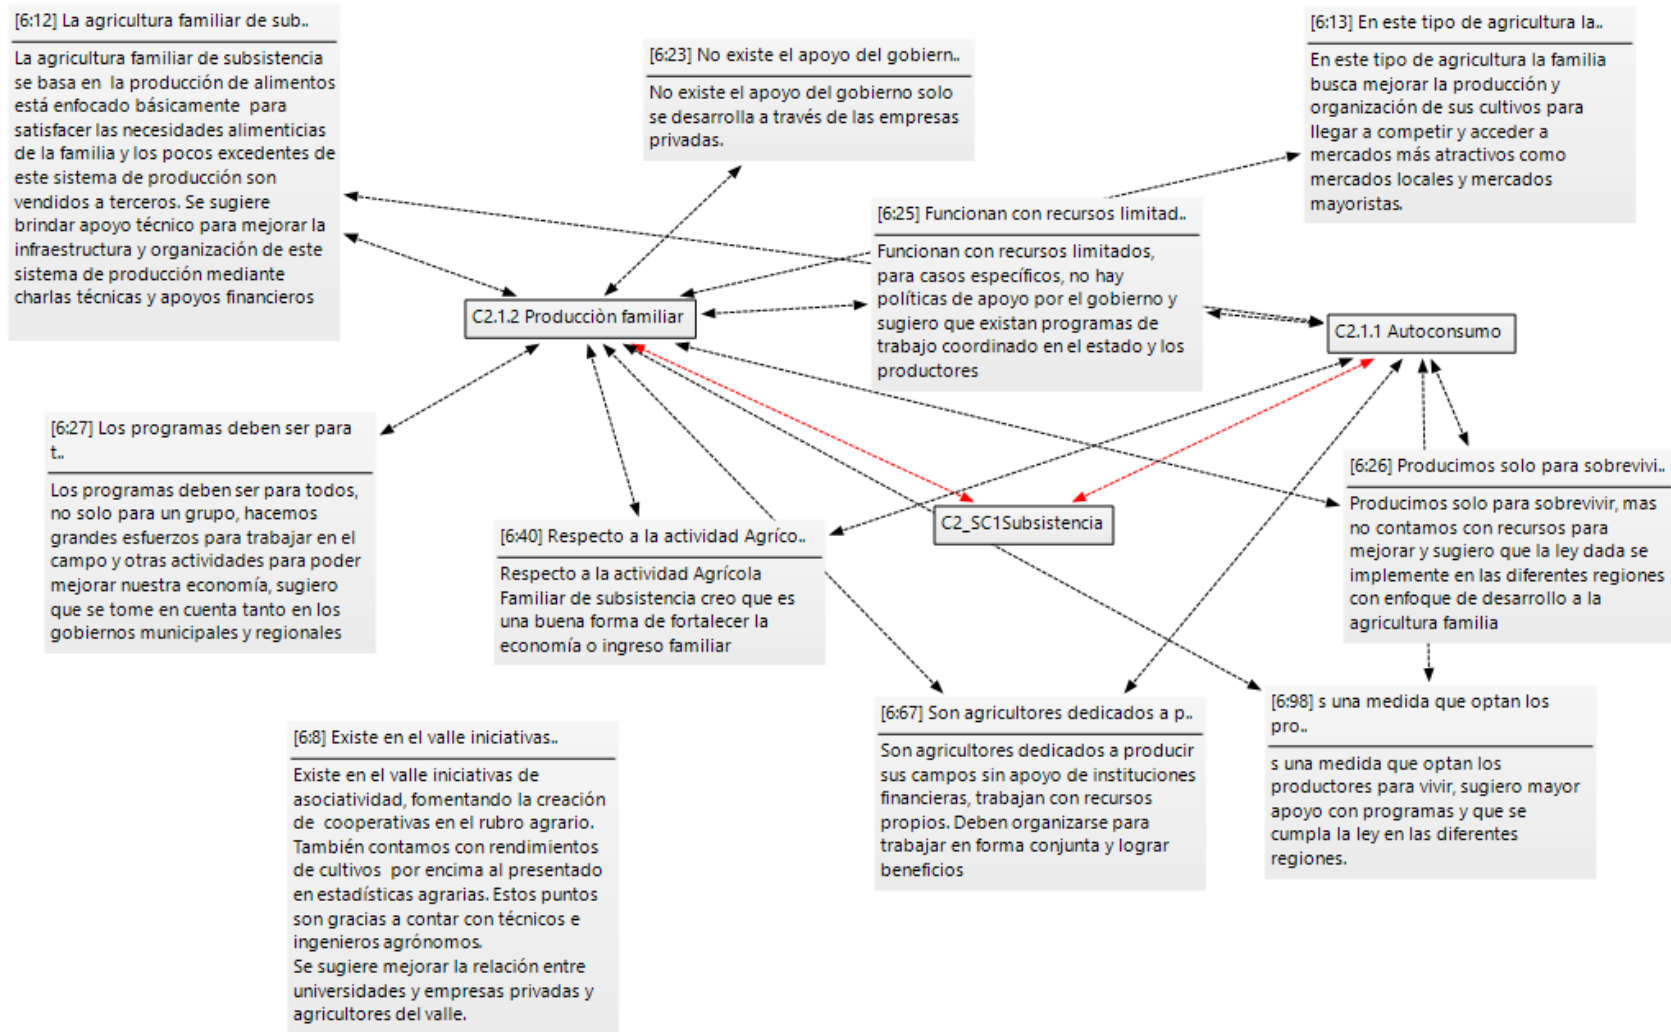 [6:12] La agricultura familiar de sub..
La agricultura familiar de subsistencia
se basa en  la producción de alimentos
está enfocado básicamente  para
satisfacer las necesidades alimenticias
de la familia y los pocos excedentes de
este sistema de producción son
vendidos a terceros. Se sugiere
brindar apoyo técnico para mejorar la
infraestructura y organización de este
sistema de producción mediante
charlas técnicas y apoyos financieros
[6:23] No existe el apoyo del gobiern..
No existe el apoyo del gobierno solo
se desarrolla a través de las empresas
privadas.
[6:13] En este tipo de agricultura la..
En este tipo de agricultura la familia
busca mejorar la producción y
organización de sus cultivos para
llegar a competir y acceder a
mercados más atractivos como
mercados locales y mercados
mayoristas.
[6:25] Funcionan con recursos limitad..
Funcionan con recursos limitados,
para casos específicos, no hay
políticas de apoyo por el gobierno y
sugiero que existan programas de
trabajo coordinado en el estado y los
productores
C2.1.2 Producciòn familiar
C2.1.1 Autoconsumo
[6:27] Los programas deben ser para
t..
Los programas deben ser para todos,
no solo para un grupo, hacemos
grandes esfuerzos para trabajar en el
campo y otras actividades para poder
mejorar nuestra economía, sugiero
que se tome en cuenta tanto en los
gobiernos municipales y regionales
[6:40] Respecto a la actividad Agríco..
Respecto a la actividad Agrícola
Familiar de subsistencia creo que es
una buena forma de fortalecer la
economía o ingreso familiar
C2_SC1Subsistencia
[6:26] Producimos solo para sobrevivi..
Producimos solo para sobrevivir, mas
no contamos con recursos para
mejorar y sugiero que la ley dada se
implemente en las diferentes regiones
con enfoque de desarrollo a la
agricultura familia
[6:8] Existe en el valle iniciativas..
Existe en el valle iniciativas de
asociatividad, fomentando la creación
de  cooperativas en el rubro agrario.
También contamos con rendimientos
de cultivos  por encima al presentado
en estadísticas agrarias. Estos puntos
son gracias a contar con técnicos e
ingenieros agrónomos.
Se sugiere mejorar la relación entre
universidades y empresas privadas y
agricultores del valle.
[6:67] Son agricultores dedicados a p..
Son agricultores dedicados a producir
sus campos sin apoyo de instituciones
financieras, trabajan con recursos
propios. Deben organizarse para
trabajar en forma conjunta y lograr
beneficios
[6:98] s una medida que optan los
pro..
s una medida que optan los
productores para vivir, sugiero mayor
apoyo con programas y que se
cumpla la ley en las diferentes
regiones.